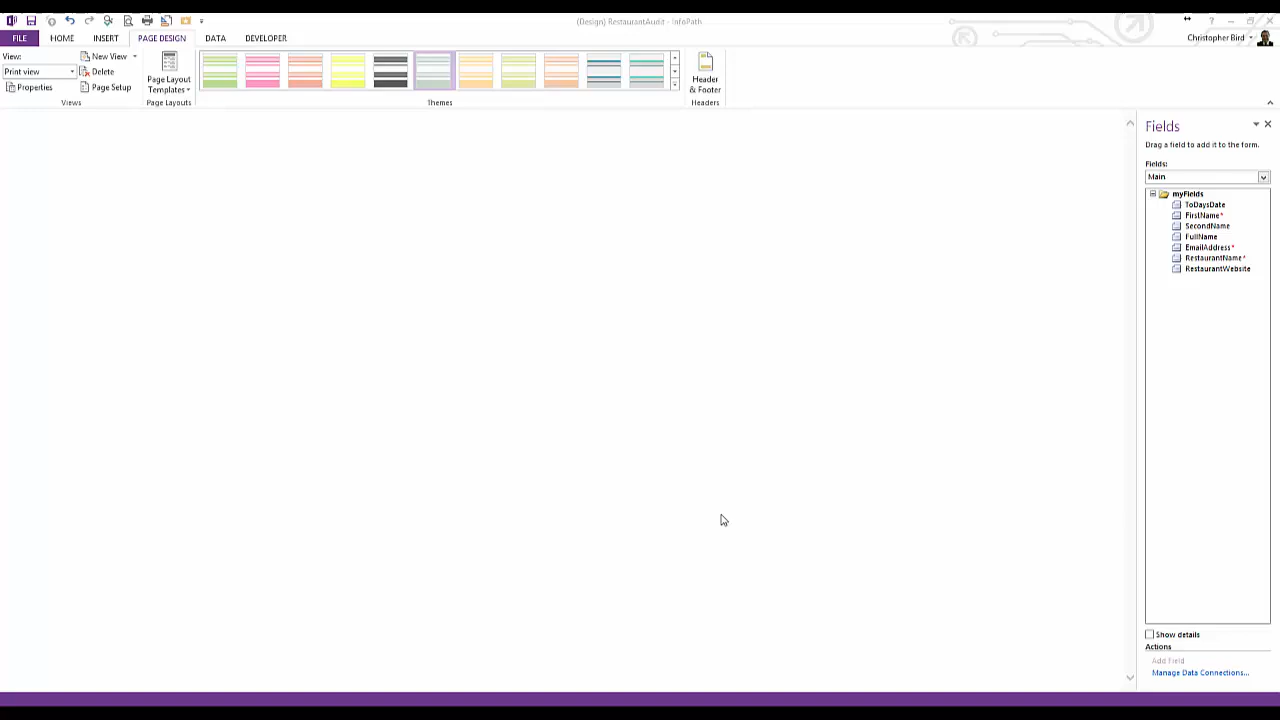 (Design) RestaurantAudit - InfoPath
?
FILE HOME INSERT PAGE DESIGN DATA DEVELOPER
Christopher Bird
View:
New View
Print view
Delete
Properties
Page Setup
Views
Page Layout
Templates
Page Layouts
Themes
Header
& Footer
Headers
Fields
Drag a field to add it to the form.
Fields:
Main
myFields
ToDaysDate
FirstName*
SecondName
FullName
EmailAddress*
RestaurantName*
RestaurantWebsite
Show details
Actions
Add Field
Manage Data Connections...